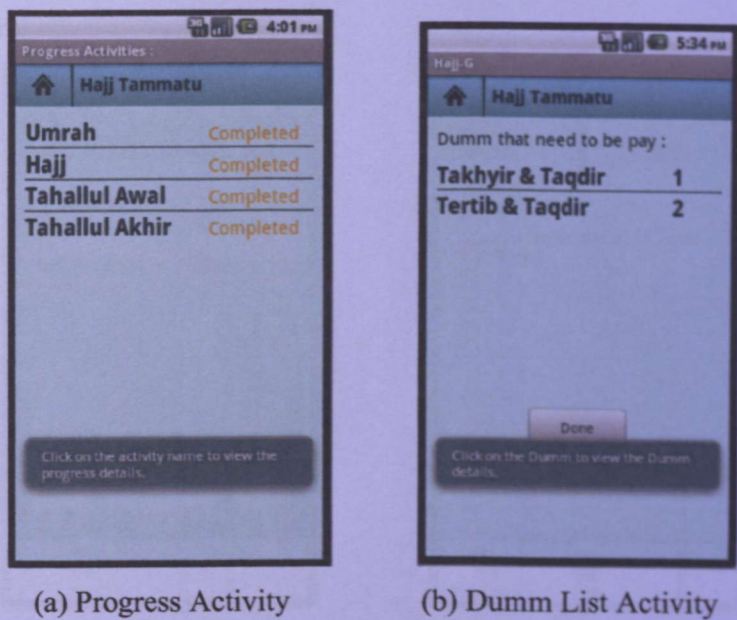 4:01 PM
Progress Activities :
Hajj Tammatu
Umrah Completed
Hajj Completed
Tahallul Awal Completed
Tahallul Akhir Completed
Click on the activity name to view the
progress details.
(a) Progress Activity
5:34 PM
Hajj-G
Hajj Tammatu
Dumm that need to be pay :
Takhyir & Taqdir 1
Tertib & Taqdir 2
Done
Click on the Dumm to view the Dumm
details.
(b) Dumm List Activity